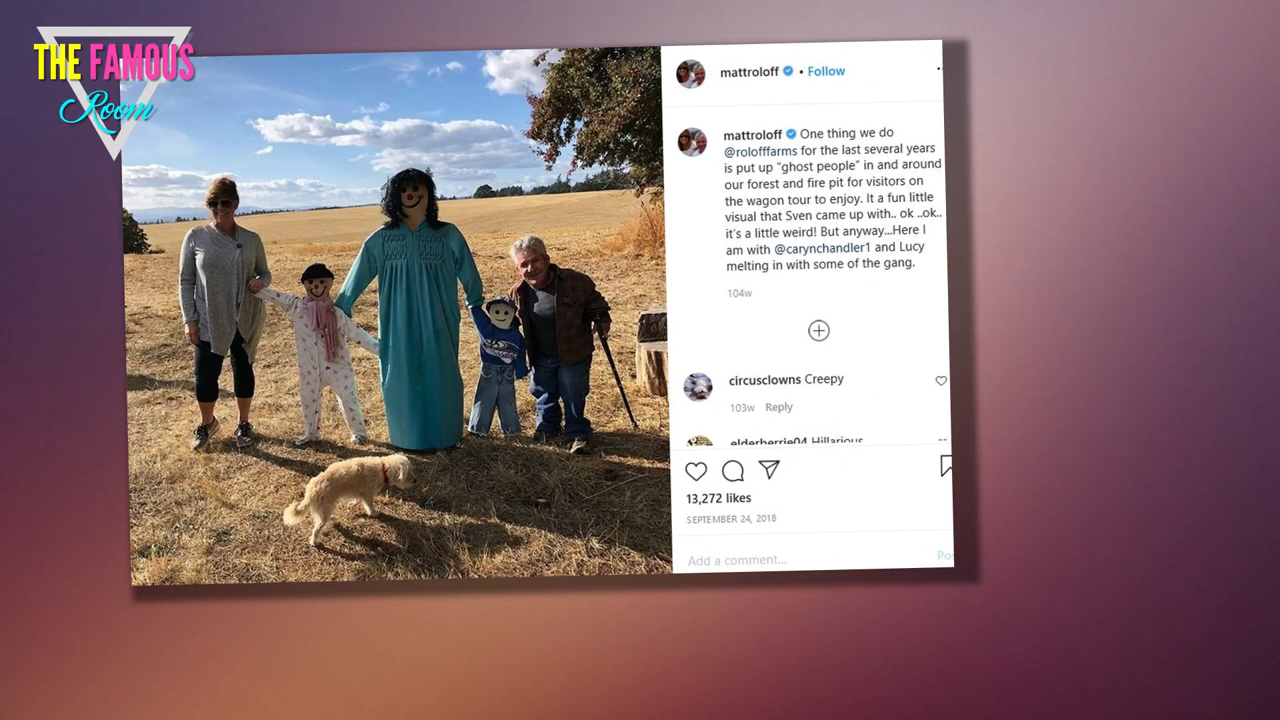 THE FAMOUS
Room
mattroloff • Follow
mattroloff One thing we do
@rolofffarms for the last several years
is put up “ghost people” in and around
our forest and fire pit for visitors on
the wagon tour to enjoy. It a fun little
visual that Sven came up with.. ok ..ok..
it’s a little weird! But anyway...Here I
am with @carynchandler1 and Lucy
melting in with some of the gang.
104w
circusclowns Creepy
103w Reply
elderberrie04 Hillarious
13,272 likes
SEPTEMBER 24, 2018
Add a comment...
Po